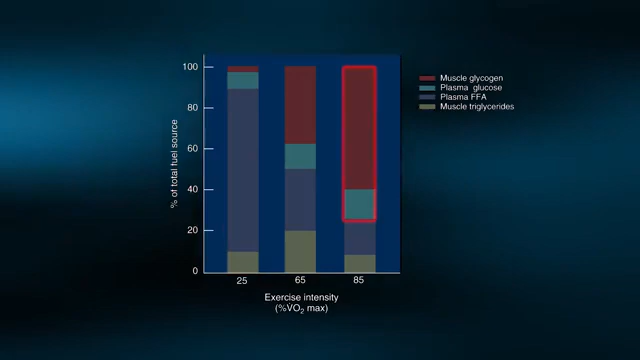 100
80
60
40
20
0
% of total fuel source
25
65
85
Exercise intensity
(%V̇O₂ max)
Muscle glycogen
Plasma glucose
Plasma FFA
Muscle triglycerides